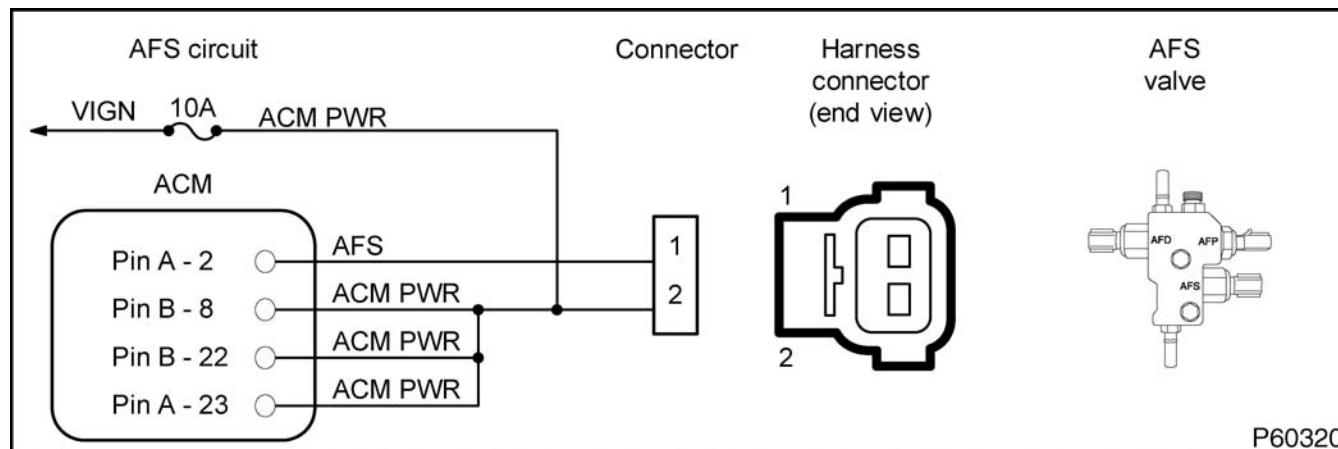 AFS circuit
Connector
Harness
connector
(end view)
AFS
valve
VIGN
10A
ACM PWR
ACM
Pin A - 2
AFS
Pin B - 8
ACM PWR
Pin B - 22
ACM PWR
Pin A - 23
ACM PWR
1
2
1
2
AFD
AFP
AFS
P60320